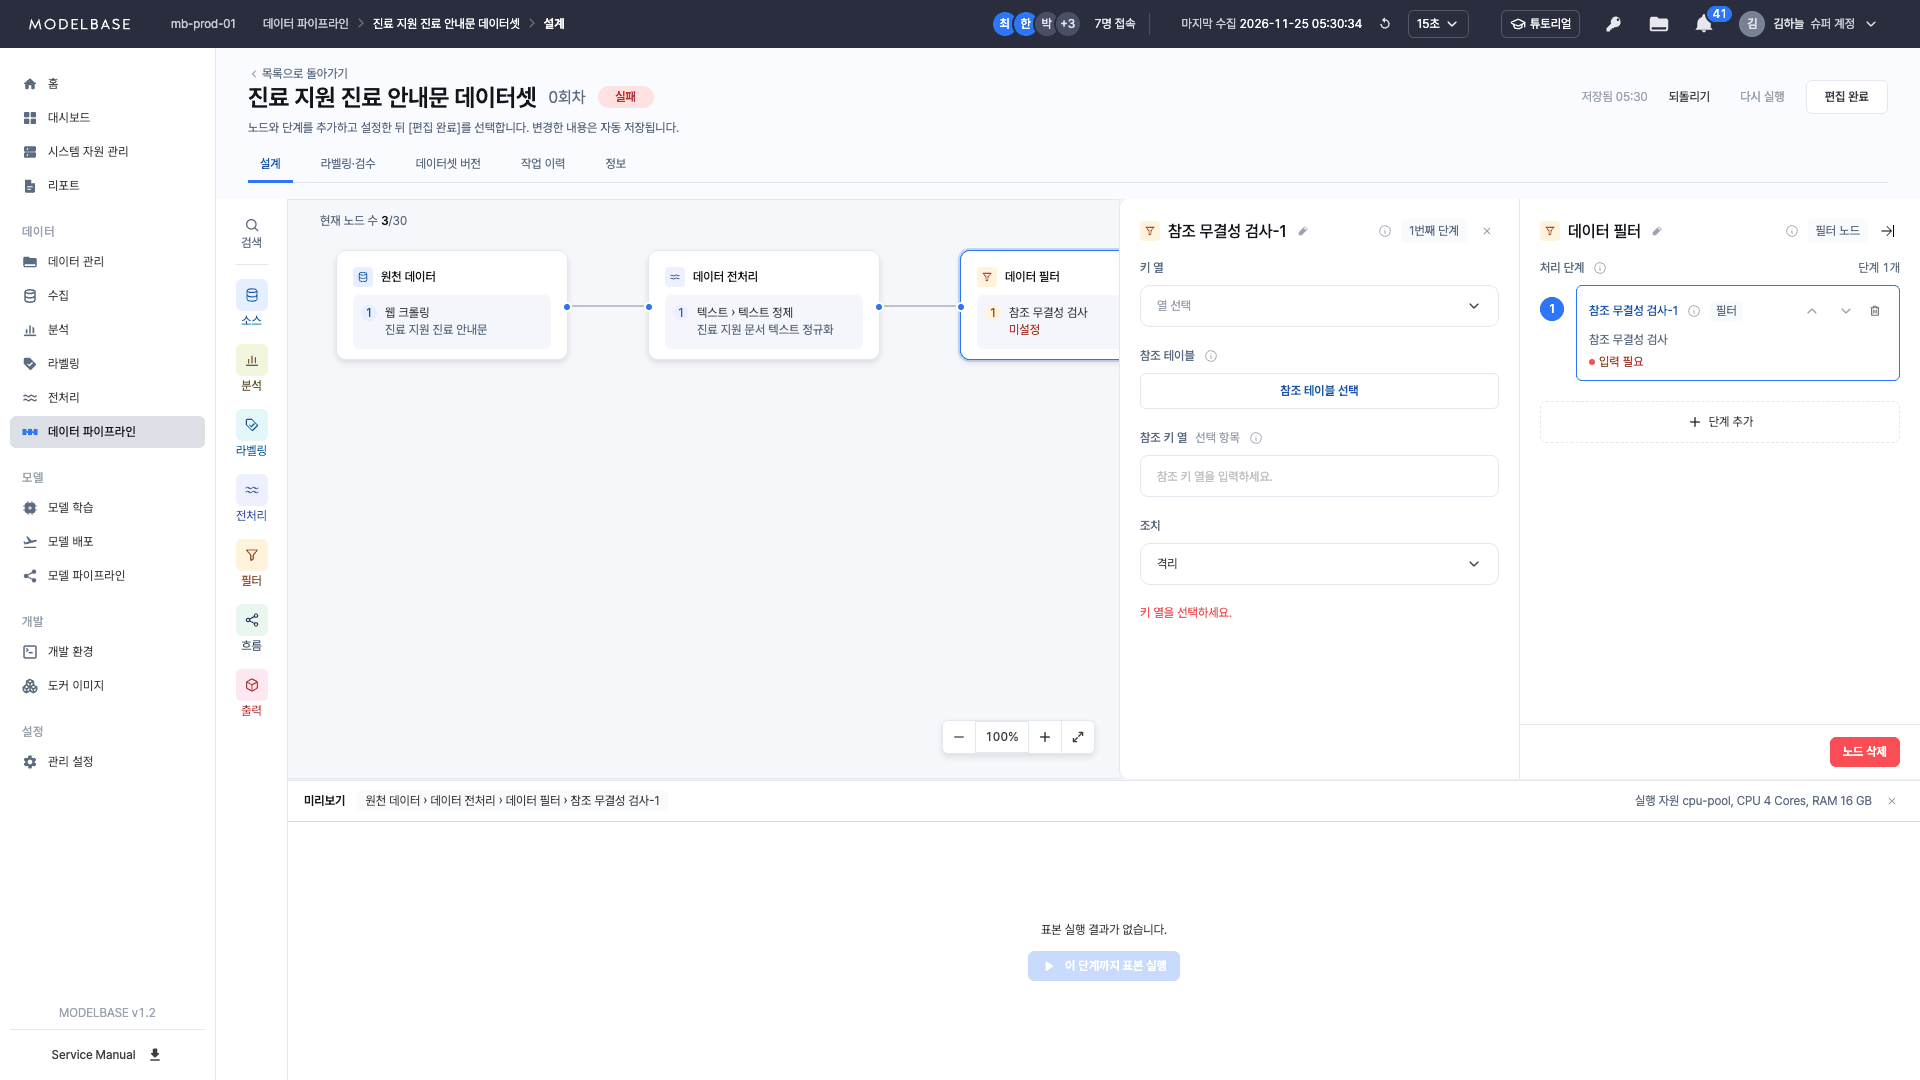 MODELBASE
mb-prod-01
데이터 파이프라인
진료 지원 진료 안내문 데이터셋
설계
최
한
박
+3
7명 접속
마지막 수집 2026-11-25 05:30:34
15초
튜토리얼
41
김
김하늘 슈퍼 계정
홈
대시보드
시스템 자원 관리
리포트
데이터
데이터 관리
수집
분석
라벨링
전처리
데이터 파이프라인
모델
모델 학습
모델 배포
모델 파이프라인
개발
개발 환경
도커 이미지
설정
관리 설정
MODELBASE v1.2
Service Manual
목록으로 돌아가기
진료 지원 진료 안내문 데이터셋 0회차 실패
노드와 단계를 추가하고 설정한 뒤 [편집 완료]를 선택합니다. 변경한 내용은 자동 저장됩니다.
저장됨 05:30
되돌리기
다시 실행
편집 완료
설계
라벨링·검수
데이터셋 버전
작업 이력
정보
검색
소스
분석
라벨링
전처리
필터
흐름
출력
현재 노드 수 3/30
원천 데이터
1 웹 크롤링
진료 지원 진료 안내문
데이터 전처리
1 텍스트 › 텍스트 정제
진료 지원 문서 텍스트 정규화
데이터 필터
1 참조 무결성 검사
미설정
100%
참조 무결성 검사-1
1번째 단계
키 열
열 선택
참조 테이블
참조 테이블 선택
참조 키 열 선택 항목
참조 키 열을 입력하세요.
조치
격리
키 열을 선택하세요.
데이터 필터
필터 노드
처리 단계
단계 1개
1
참조 무결성 검사-1
필터
참조 무결성 검사
입력 필요
단계 추가
노드 삭제
미리보기
원천 데이터 › 데이터 전처리 › 데이터 필터 › 참조 무결성 검사-1
실행 자원 cpu-pool, CPU 4 Cores, RAM 16 GB
표본 실행 결과가 없습니다.
이 단계까지 표본 실행